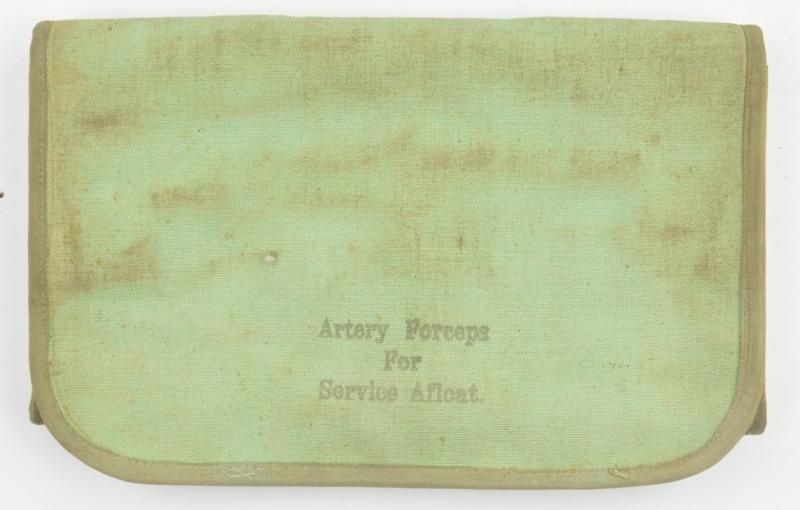 Artery Forceps
For
Service Afloat.